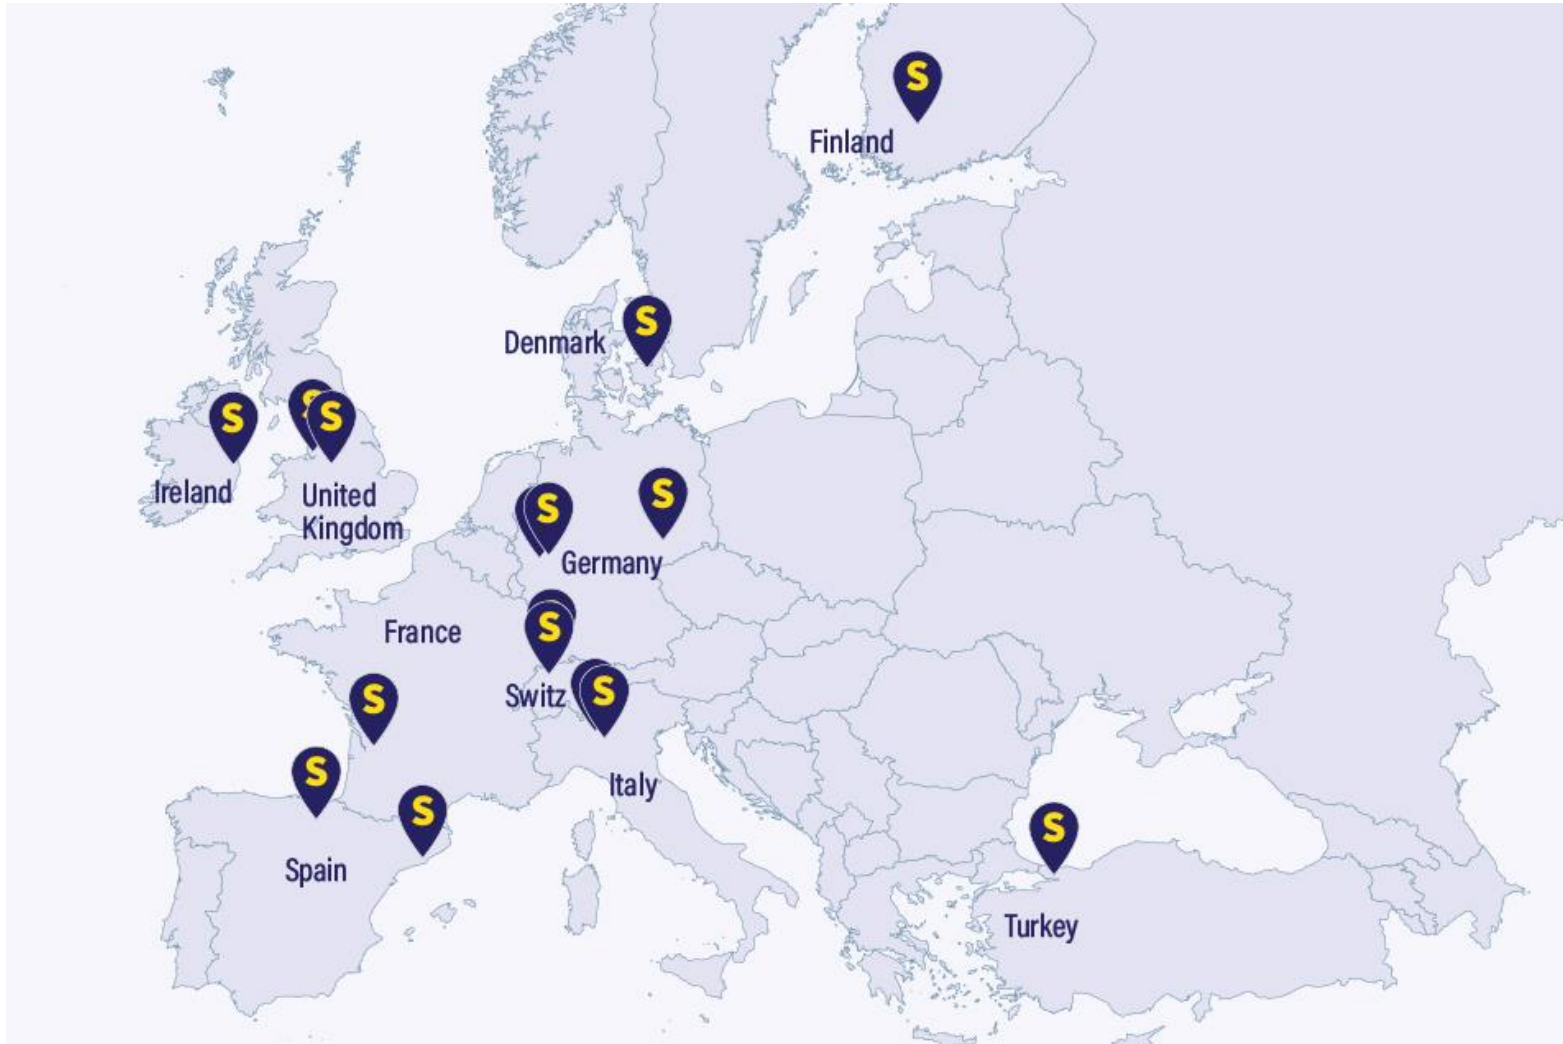 S
Finland
S
Denmark
S
S
S
Ireland
United
Kingdom
S
S
Germany
S
France
S
Switz
S
S
Italy
S
S
Spain
S
Turkey